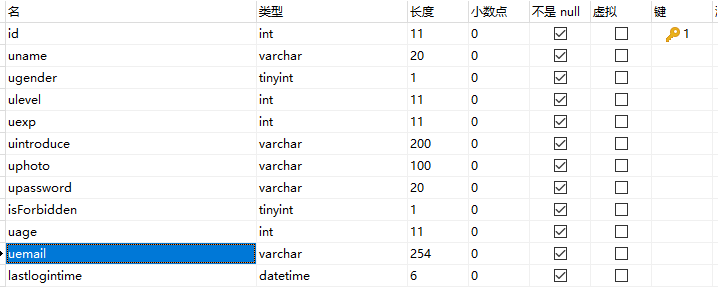 名 类型 长度 小数点 不是 null 虚拟 键
id int 11 0 1
uname varchar 20 0
ugender tinyint 1 0
ulevel int 11 0
uexp int 11 0
uintroduce varchar 200 0
uphoto varchar 100 0
upassword varchar 20 0
isForbidden tinyint 1 0
uage int 11 0
uemail varchar 254 0
lastlogintime datetime 6 0